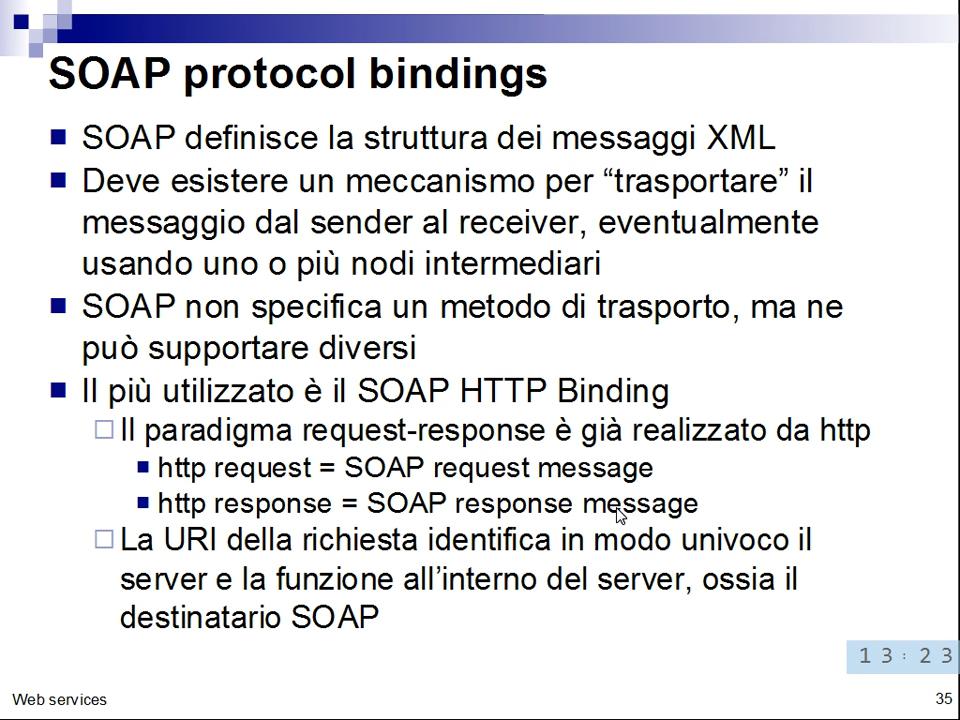 SOAP protocol bindings
SOAP definisce la struttura dei messaggi XML
Deve esistere un meccanismo per “trasportare” il
messaggio dal sender al receiver, eventualmente
usando uno o più nodi intermediari
SOAP non specifica un metodo di trasporto, ma ne
può supportare diversi
Il più utilizzato è il SOAP HTTP Binding
Il paradigma request-response è già realizzato da http
http request = SOAP request message
http response = SOAP response message
La URI della richiesta identifica in modo univoco il
server e la funzione all’interno del server, ossia il
destinatario SOAP
13:23
Web services
35